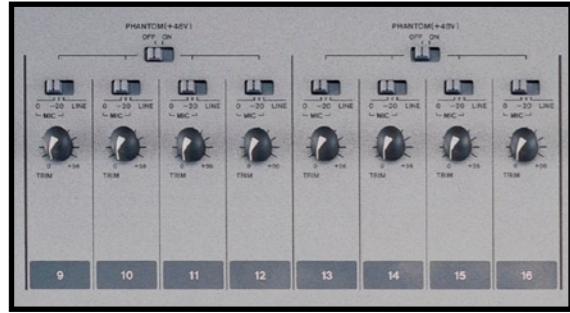 PHANTOM(+48V) PHANTOM(+48V)
OFF ON OFF ON
0 -20 LINE 0 -20 LINE 0 -20 LINE 0 -20 LINE 0 -20 LINE 0 -20 LINE 0 -20 LINE 0 -20 LINE
MIC MIC MIC MIC MIC MIC MIC MIC
0 +36 0 +36 0 +36 0 +36 0 +36 0 +36 0 +36 0 +36
TRIM TRIM TRIM TRIM TRIM TRIM TRIM TRIM
9 10 11 12 13 14 15 16